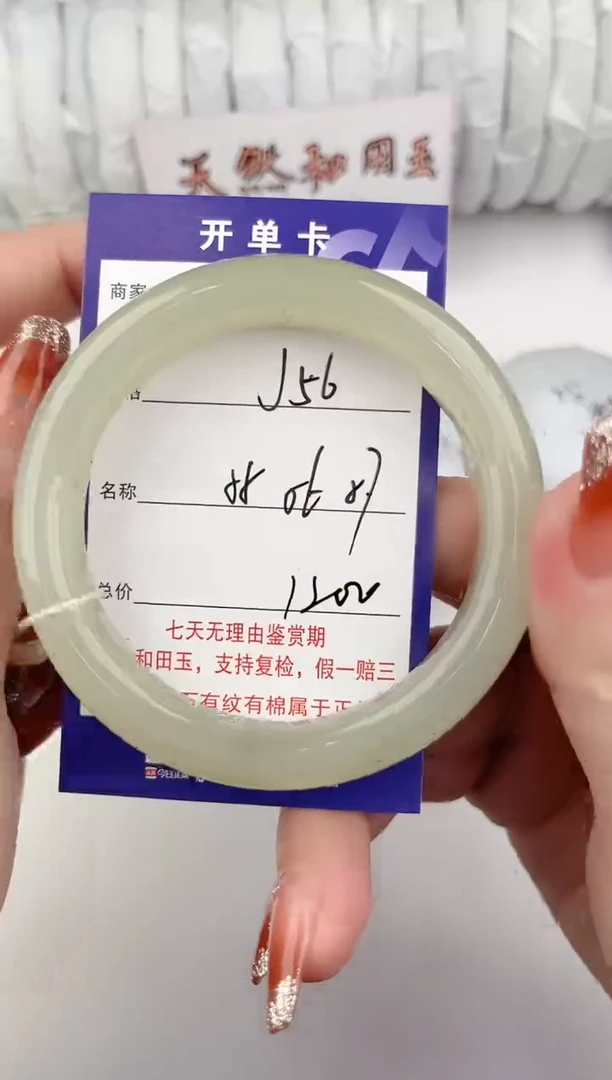 天然和田玉
开单卡
商家
J56
名称
总价 1200
七天无理由鉴赏期
和田玉，支持复检，假一赔三
有纹有棉属于正